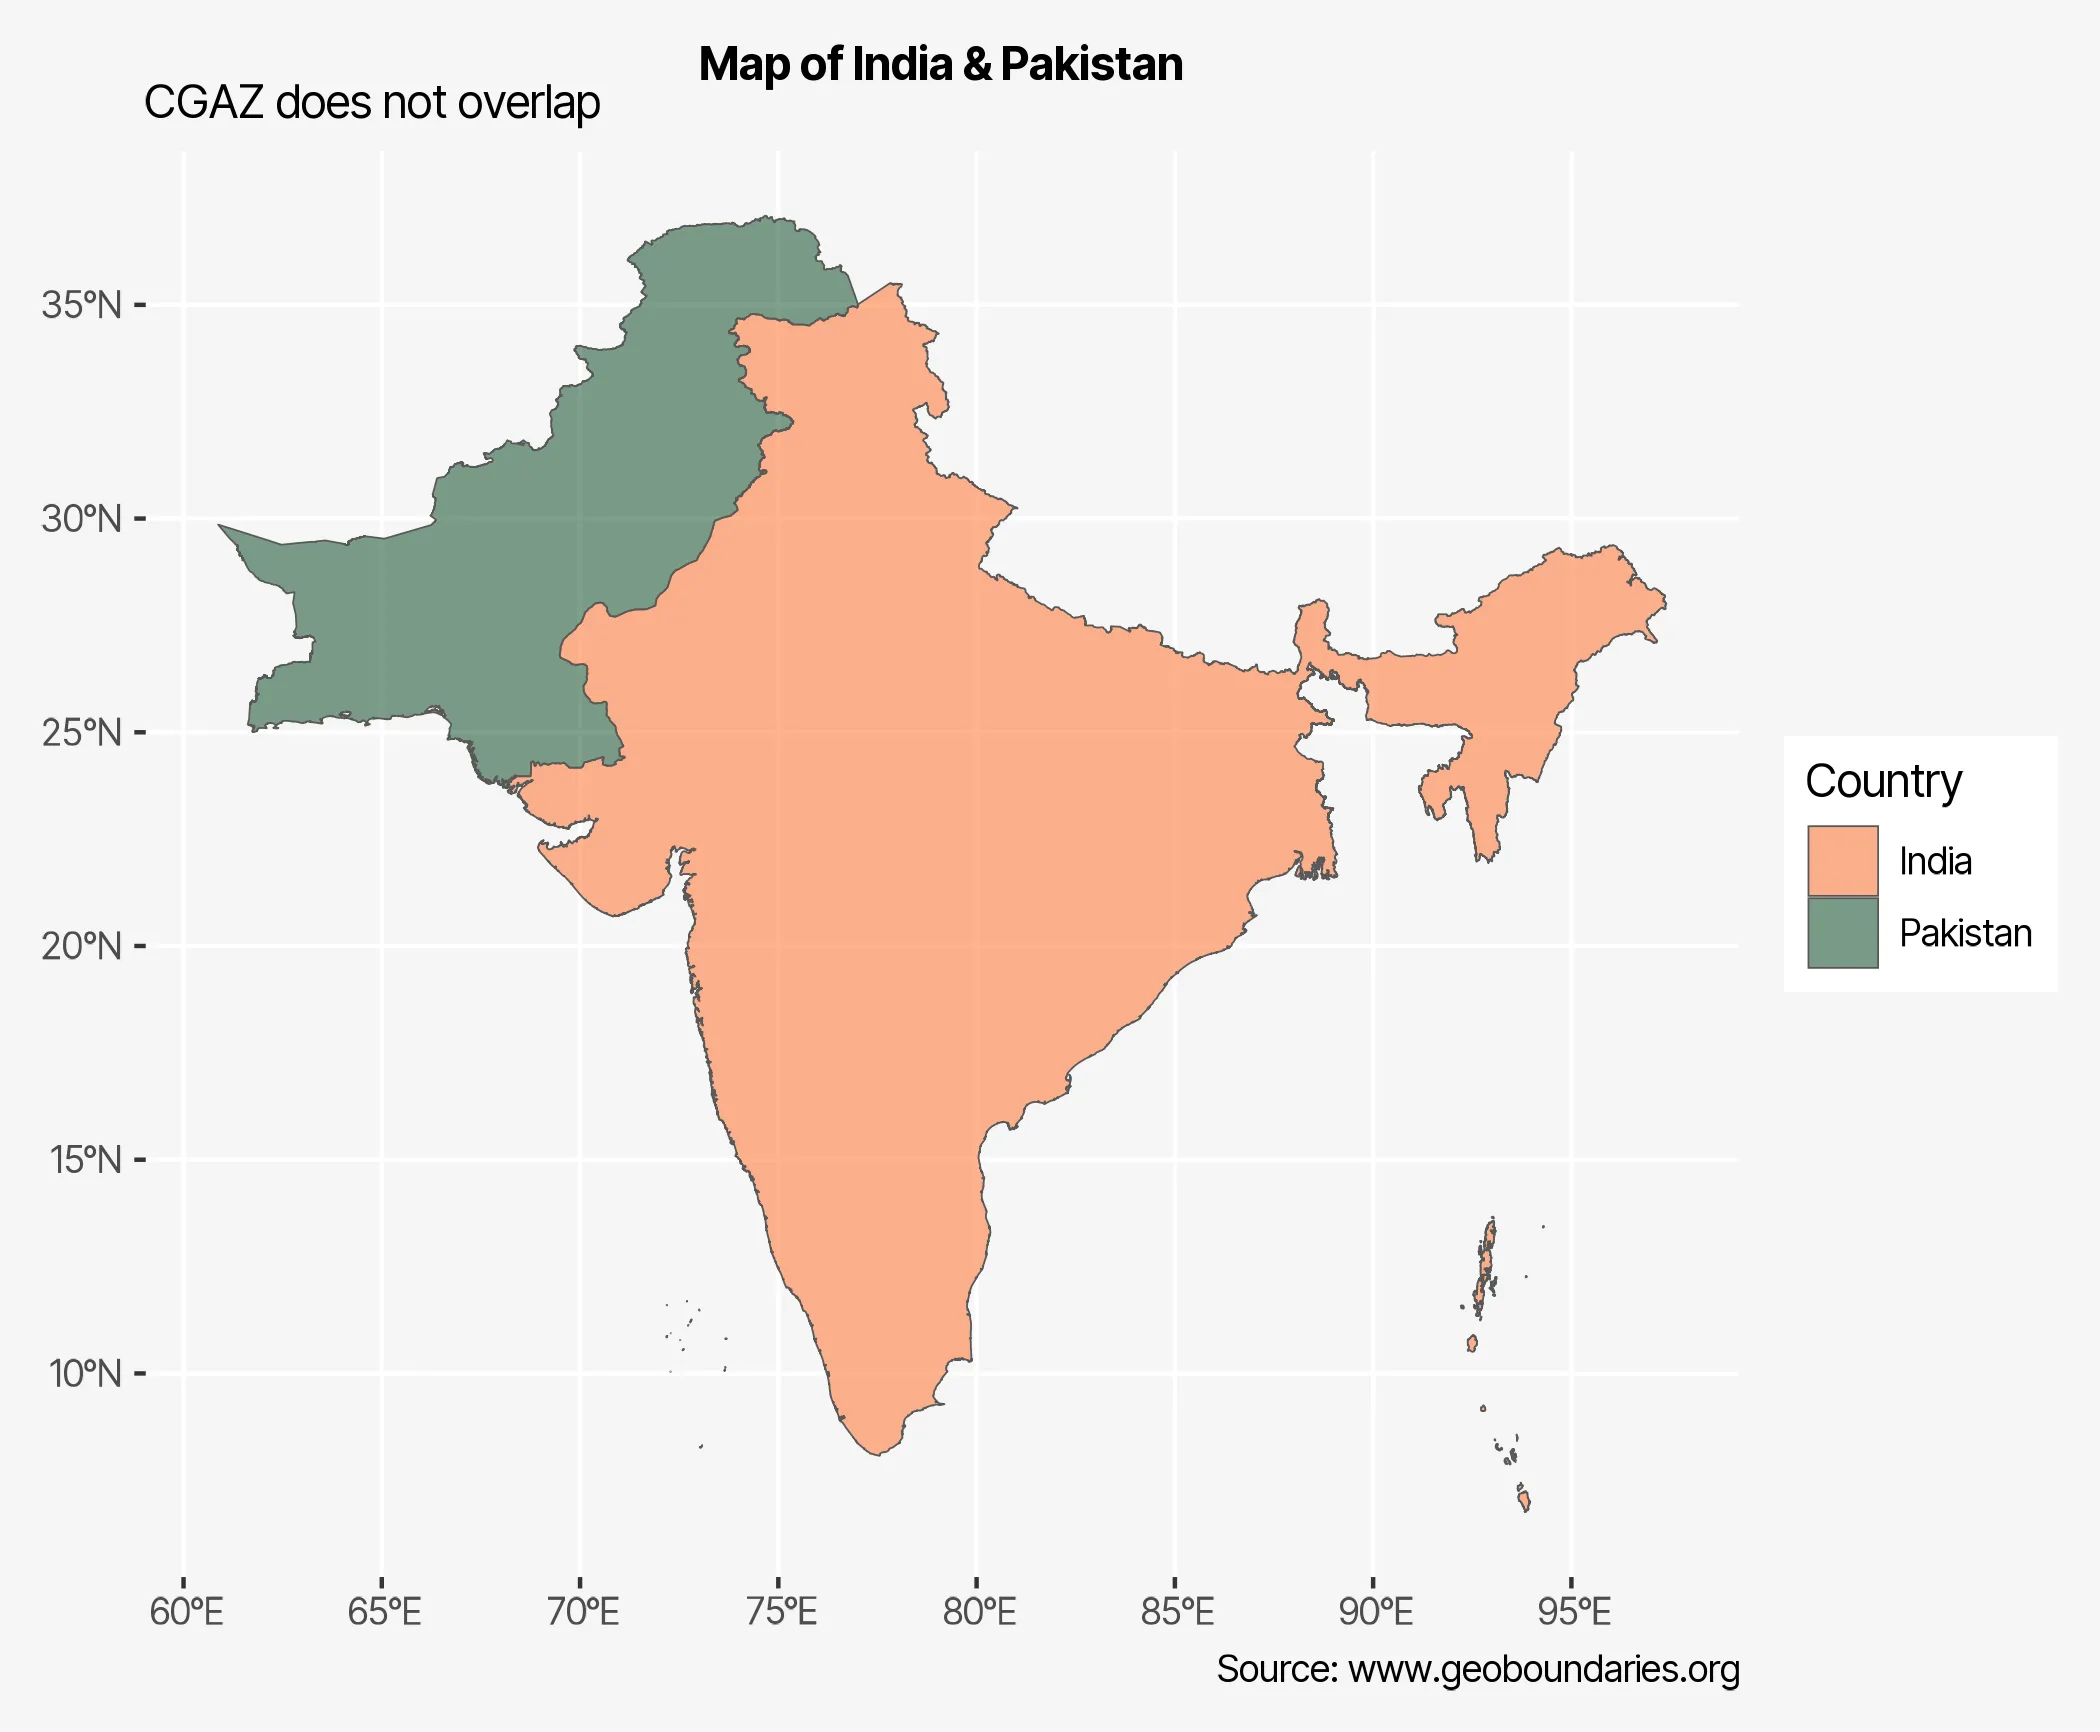 Map of India & Pakistan
CGAZ does not overlap
35°N
30°N
25°N
20°N
15°N
10°N
60°E 65°E 70°E 75°E 80°E 85°E 90°E 95°E
Country
India
Pakistan
Source: www.geoboundaries.org